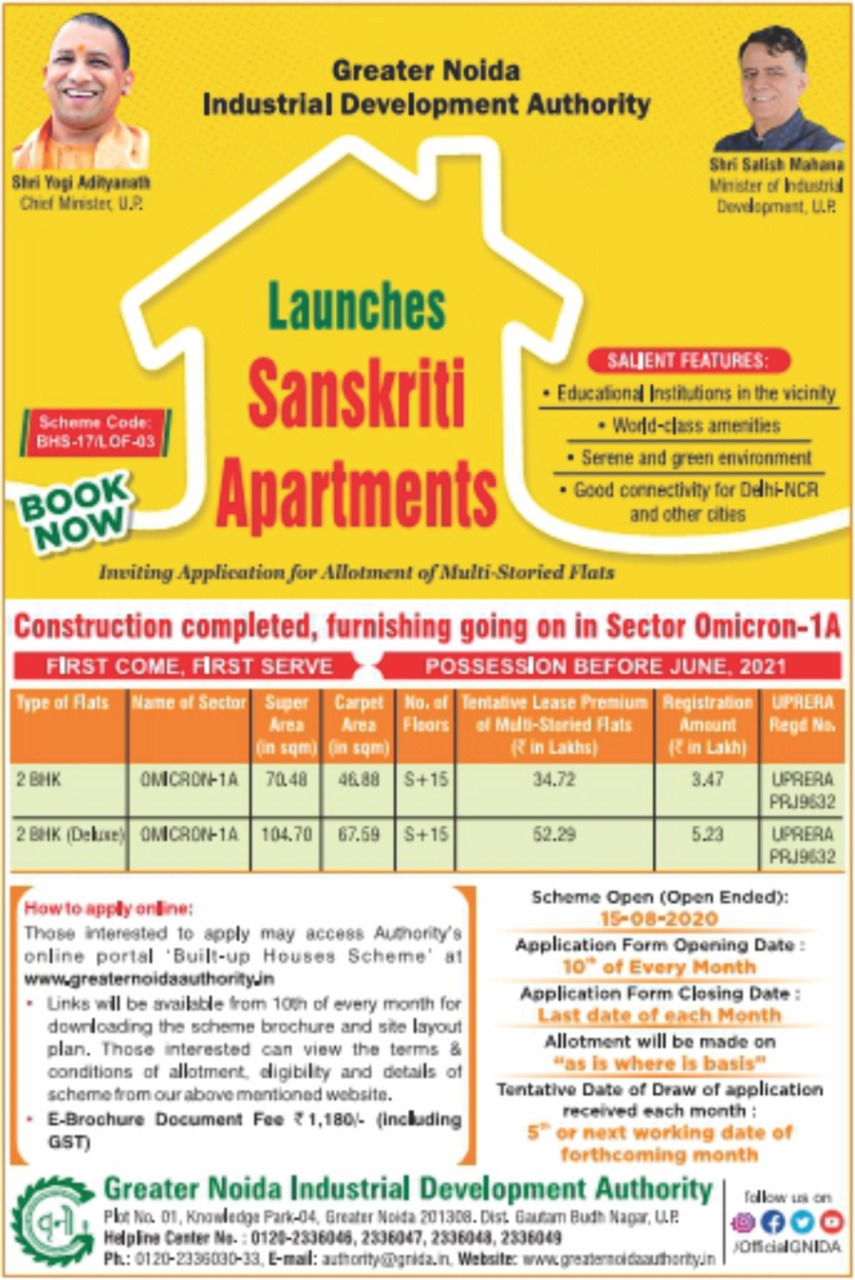 Greater Noida
Industrial Development Authority
Shri Yogi Adityanath
Chief Minister, U.P.
Shri Satish Mahana
Minister of Industrial
Development, U.P.
Launches
Sanskriti
Apartments
Scheme Code:
BHS-17/LOF-03
BOOK
NOW
SALIENT FEATURES:
• Educational Institutions in the vicinity
• World-class amenities
• Serene and green environment
• Good connectivity for Delhi-NCR
and other cities
Inviting Application for Allotment of Multi-Storied Flats
Construction completed, furnishing going on in Sector Omicron-1A
FIRST COME, FIRST SERVE POSSESSION BEFORE JUNE, 2021
Type of Flats Name of Sector Super Carpet No. of Tentative Lease Premium Registration UPRERA
Area Area Floors of Multi-Storied Flats Amount Regd No.
(in sqm) (in sqm) (₹ in Lakhs) (₹ in Lakh)
2 BHK OMICRON-1A 70.48 46.88 S+15 34.72 3.47 UPRERA
PRJ9632
2 BHK (Deluxe) OMICRON-1A 104.70 67.59 S+15 52.29 5.23 UPRERA
PRJ9632
How to apply online:
Those interested to apply may access Authority's
online portal 'Built-up Houses Scheme' at
www.greaternoidaauthority.in
• Links will be available from 10th of every month for
downloading the scheme brochure and site layout
plan. Those interested can view the terms &
conditions of allotment, eligibility and details of
scheme from our above mentioned website.
• E-Brochure Document Fee ₹ 1,180/- (including
GST)
Scheme Open (Open Ended):
15-08-2020
Application Form Opening Date :
10th of Every Month
Application Form Closing Date :
Last date of each Month
Allotment will be made on
"as is where is basis"
Tentative Date of Draw of application
received each month :
5th or next working date of
forthcoming month
Greater Noida Industrial Development Authority
Plot No. 01, Knowledge Park-04, Greater Noida 201308. Dist. Gautam Budh Nagar, U.P.
Helpline Center No. : 0120-2336046, 2336047, 2336048, 2336049
Ph.: 0120-2336030-33, E-mail: authority@gnida.in, Website: www.greaternoidaauthority.in
follow us on
/OfficialGNIDA